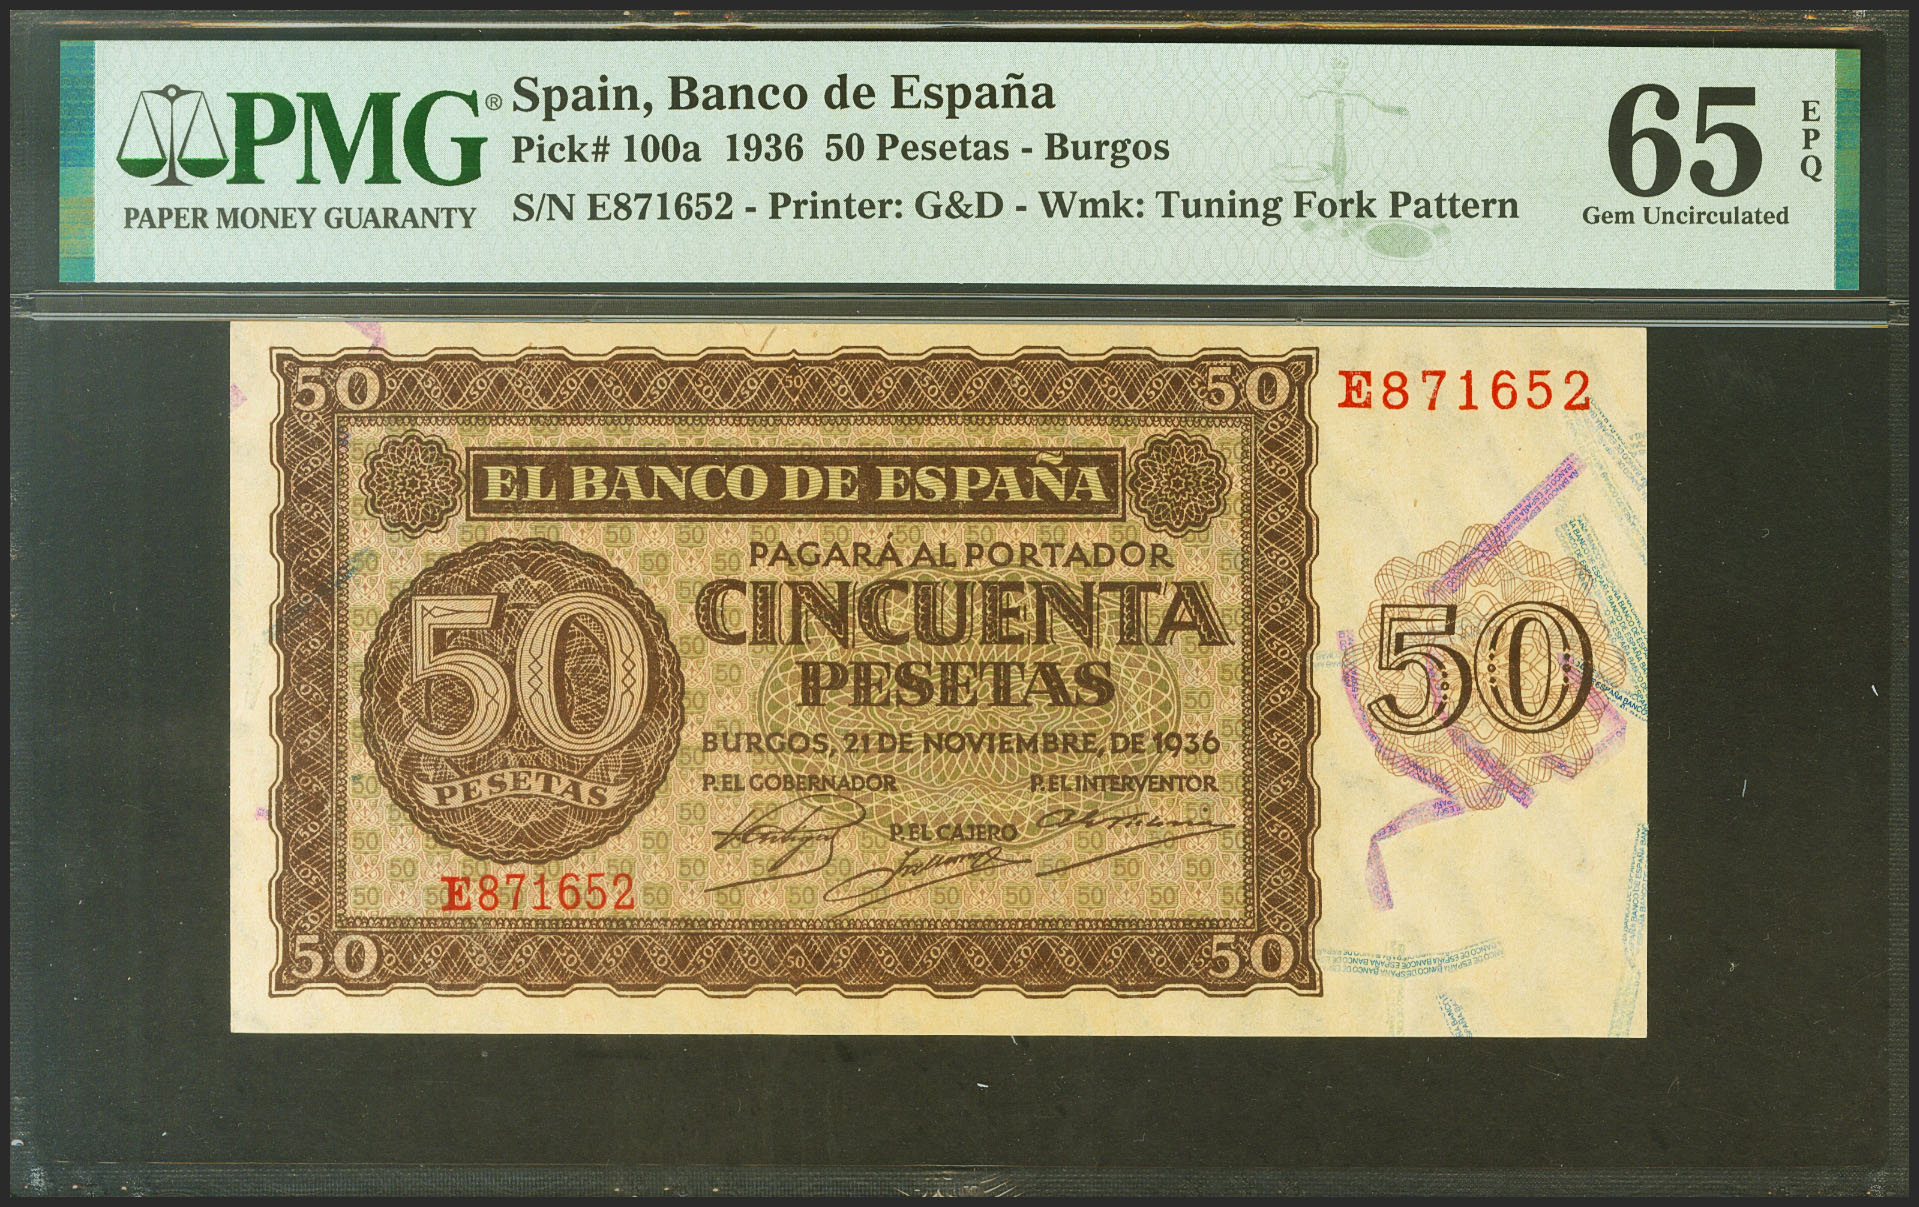 PMG®
PAPER MONEY GUARANTY
Spain, Banco de España
Pick# 100a 1936 50 Pesetas - Burgos
S/N E871652 - Printer: G&D - Wmk: Tuning Fork Pattern
65
EPQ
Gem Uncirculated
50
50
E871652
EL BANCO DE ESPAÑA
PAGARÁ AL PORTADOR
CINCUENTA
PESETAS
50
PESETAS
50
BURGOS, 21 DE NOVIEMBRE, DE 1936
P. EL GOBERNADOR
P. EL INTERVENTOR
P. EL CAJERO
E871652
50
50